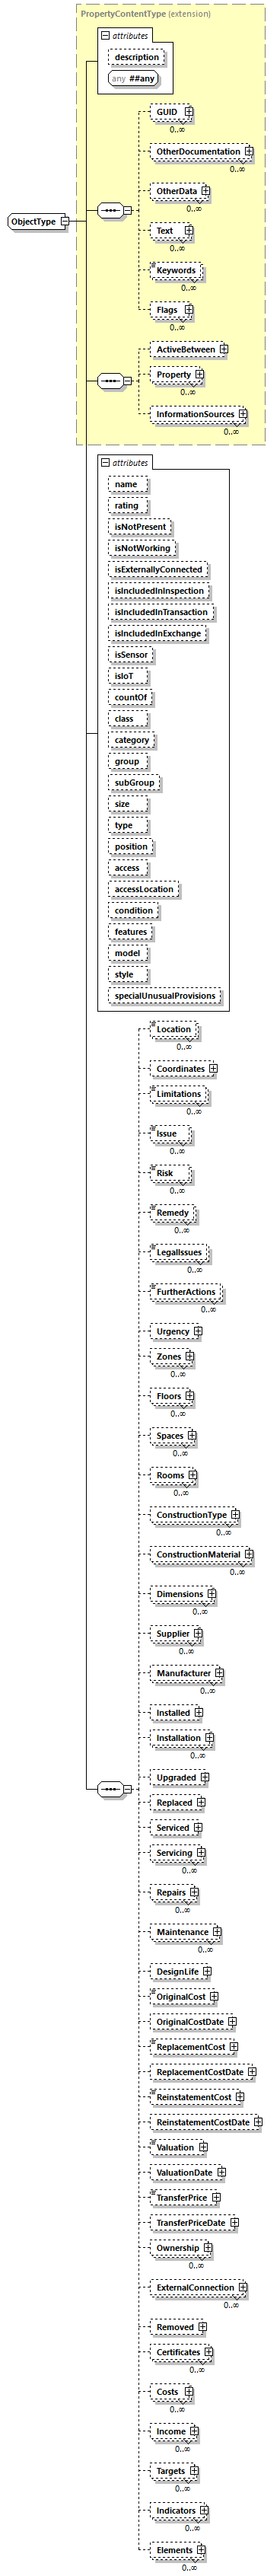 PropertyContentType (extension)
attributes
description
any ##any
GUID
0..∞
OtherDocumentation
0..∞
OtherData
0..∞
ObjectType
Text
0..∞
Keywords
0..∞
Flags
0..∞
ActiveBetween
Property
0..∞
InformationSources
0..∞
attributes
name
rating
isNotPresent
isNotWorking
isExternallyConnected
isIncludedInInspection
isIncludedInTransaction
isIncludedInExchange
isSensor
isIoT
countOf
class
category
group
subGroup
size
type
position
access
accessLocation
condition
features
model
style
specialUnusualProvisions
Location
0..∞
Coordinates
Limitations
0..∞
Issue
0..∞
Risk
0..∞
Remedy
0..∞
LegalIssues
0..∞
FurtherActions
0..∞
Urgency
Zones
0..∞
Floors
0..∞
Spaces
0..∞
Rooms
0..∞
ConstructionType
0..∞
ConstructionMaterial
0..∞
Dimensions
0..∞
Supplier
0..∞
Manufacturer
0..∞
Installed
Installation
0..∞
Upgraded
Replaced
Serviced
Servicing
0..∞
Repairs
0..∞
Maintenance
0..∞
DesignLife
OriginalCost
OriginalCostDate
ReplacementCost
ReplacementCostDate
ReinstatementCost
ReinstatementCostDate
Valuation
ValuationDate
TransferPrice
TransferPriceDate
Ownership
0..∞
ExternalConnection
0..∞
Removed
Certificates
0..∞
Costs
0..∞
Income
0..∞
Targets
0..∞
Indicators
0..∞
Elements
0..∞